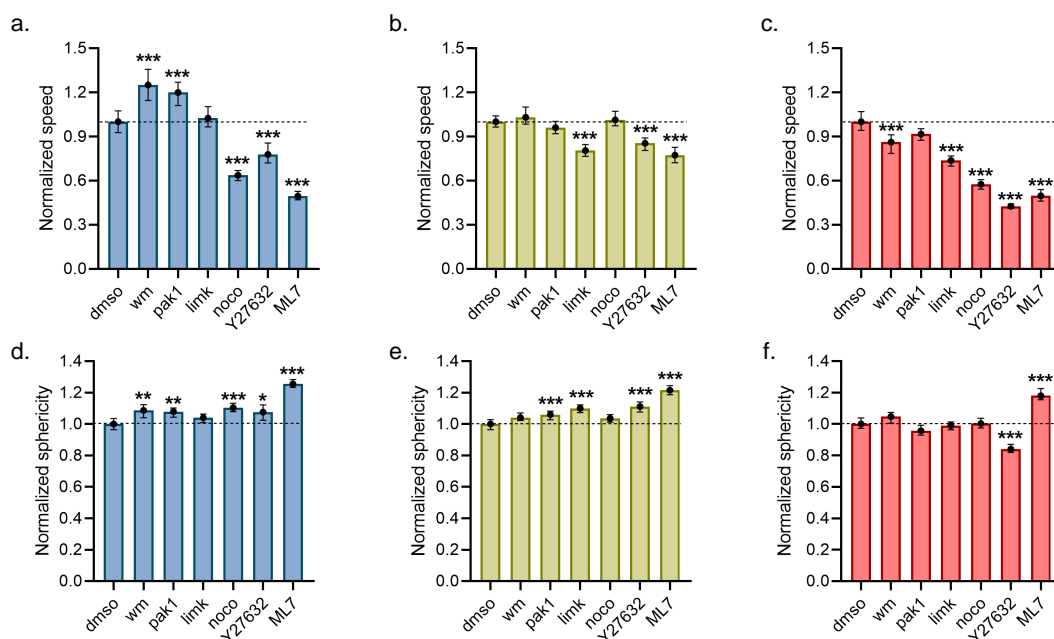 a.
Normalized speed
1.5
1.2
0.9
0.6
0.3
0.0
***
***
***
***
***
dmso
wm
pak1
limk
noco
Y27632
ML7
b.
Normalized speed
1.5
1.2
0.9
0.6
0.3
0.0
***
***
***
dmso
wm
pak1
limk
noco
Y27632
ML7
c.
Normalized speed
1.5
1.2
0.9
0.6
0.3
0.0
***
***
***
***
***
dmso
wm
pak1
limk
noco
Y27632
ML7
d.
Normalized sphericity
1.4
1.2
1.0
0.8
0.6
0.4
0.2
0.0
**
**
***
*
***
dmso
wm
pak1
limk
noco
Y27632
ML7
e.
Normalized sphericity
1.4
1.2
1.0
0.8
0.6
0.4
0.2
0.0
***
***
***
***
dmso
wm
pak1
limk
noco
Y27632
ML7
f.
Normalized sphericity
1.4
1.2
1.0
0.8
0.6
0.4
0.2
0.0
***
***
dmso
wm
pak1
limk
noco
Y27632
ML7